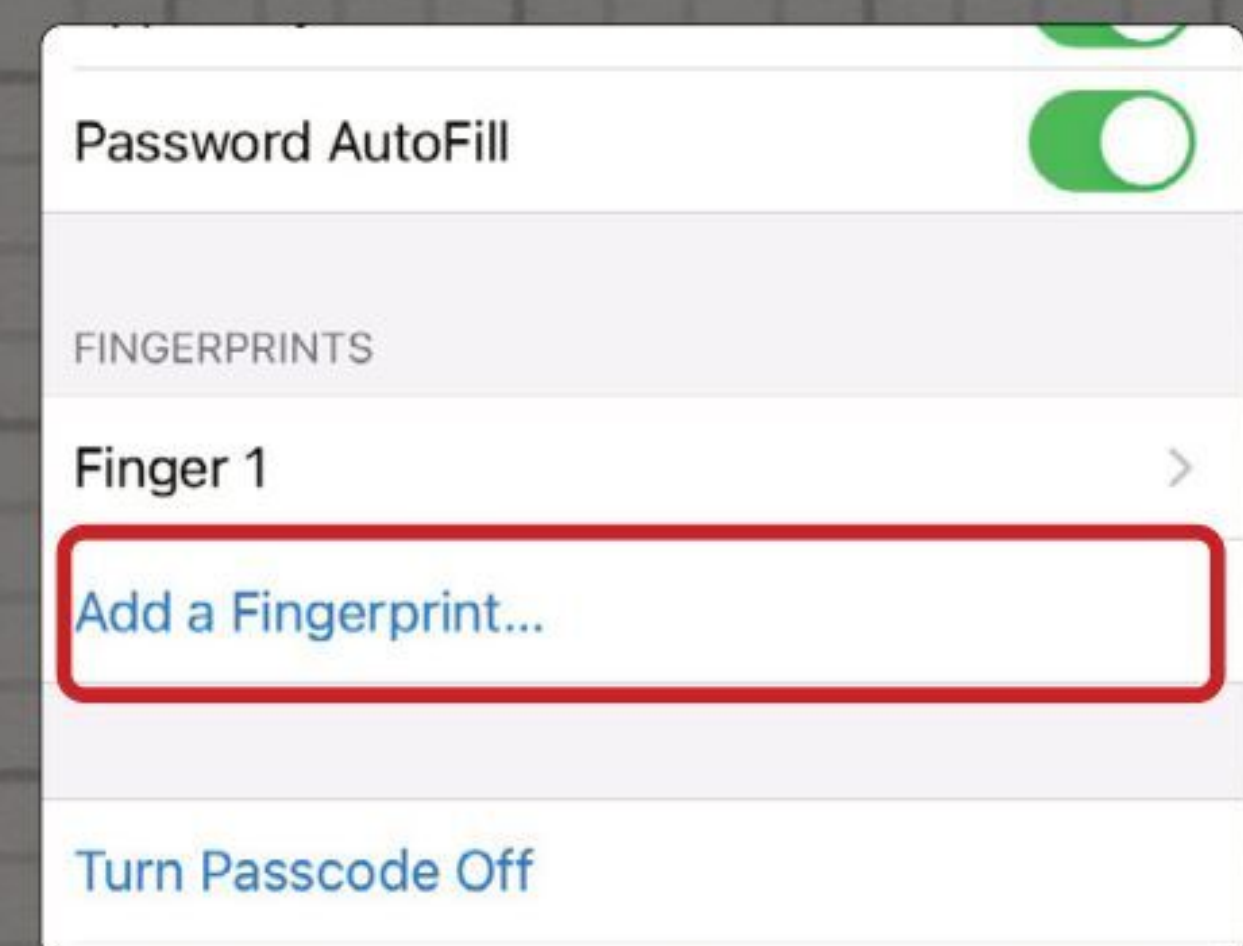 Password AutoFill
FINGERPRINTS
Finger 1
Add a Fingerprint...
Turn Passcode Off